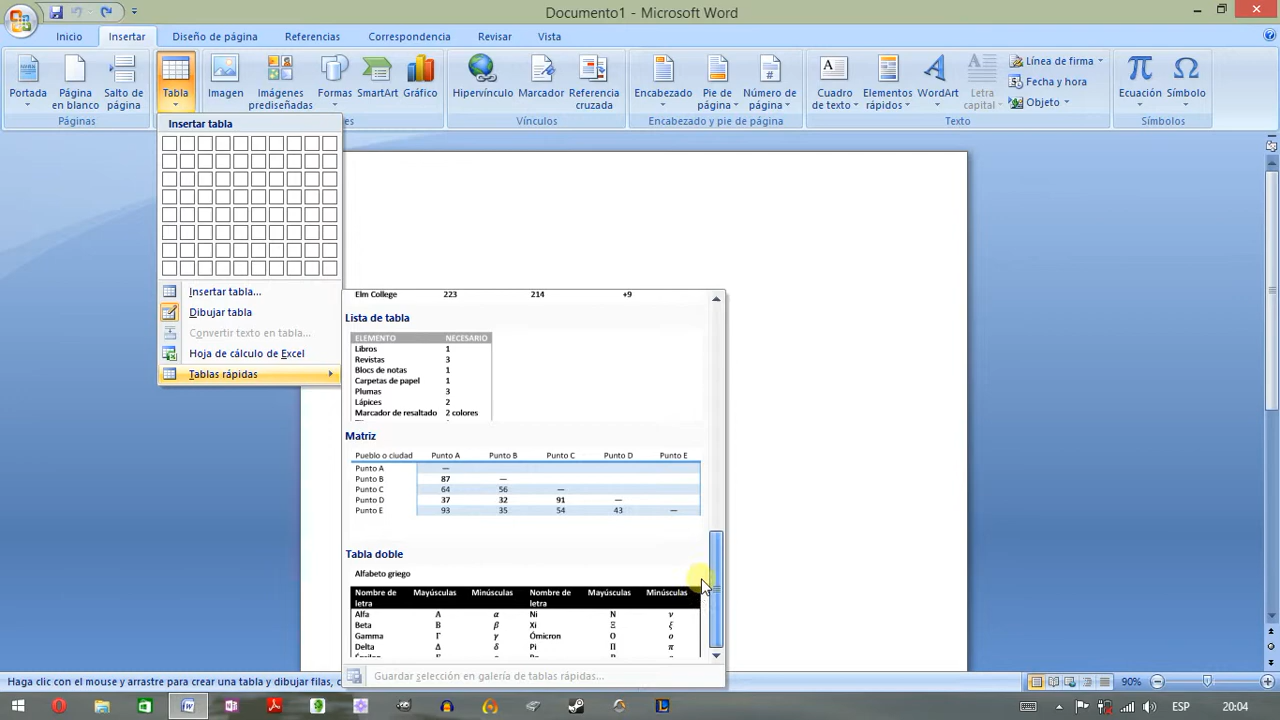 Documento1 - Microsoft Word
Inicio Insertar Diseño de página Referencias Correspondencia Revisar Vista
Portada Página en blanco Salto de página
Páginas
Tabla
Imagen Imágenes prediseñadas Formas SmartArt Gráfico
es
Hipervínculo Marcador Referencia cruzada
Vínculos
Encabezado Pie de página Número de página
Encabezado y pie de página
Cuadro de texto Elementos rápidos WordArt Letra capital
Línea de firma
Fecha y hora
Objeto
Texto
π Ω
Ecuación Símbolo
Símbolos
Insertar tabla
Insertar tabla...
Dibujar tabla
Convertir texto en tabla...
Hoja de cálculo de Excel
Tablas rápidas
Elm College 223 214 +9
Lista de tabla
ELEMENTO NECESARIO
Libros 1
Revistas 3
Blocs de notas 1
Carpetas de papel 1
Plumas 3
Lápices 2
Marcador de resaltado 2 colores
Matriz
Pueblo o ciudad Punto A Punto B Punto C Punto D Punto E
Punto A —
Punto B 87 —
Punto C 64 56 —
Punto D 37 32 91 —
Punto E 93 35 54 43 —
Tabla doble
Alfabeto griego
Nombre de letra Mayúsculas Minúsculas Nombre de letra Mayúsculas Minúsculas
Alfa Α α Ni Ν ν
Beta Β β Xi Ξ ξ
Gamma Γ γ Ómicron Ο ο
Delta Δ δ Pi Π π
Guardar selección en galería de tablas rápidas...
Haga clic con el mouse y arrastre para crear una tabla y dibujar filas, c
90%
ESP 20:04